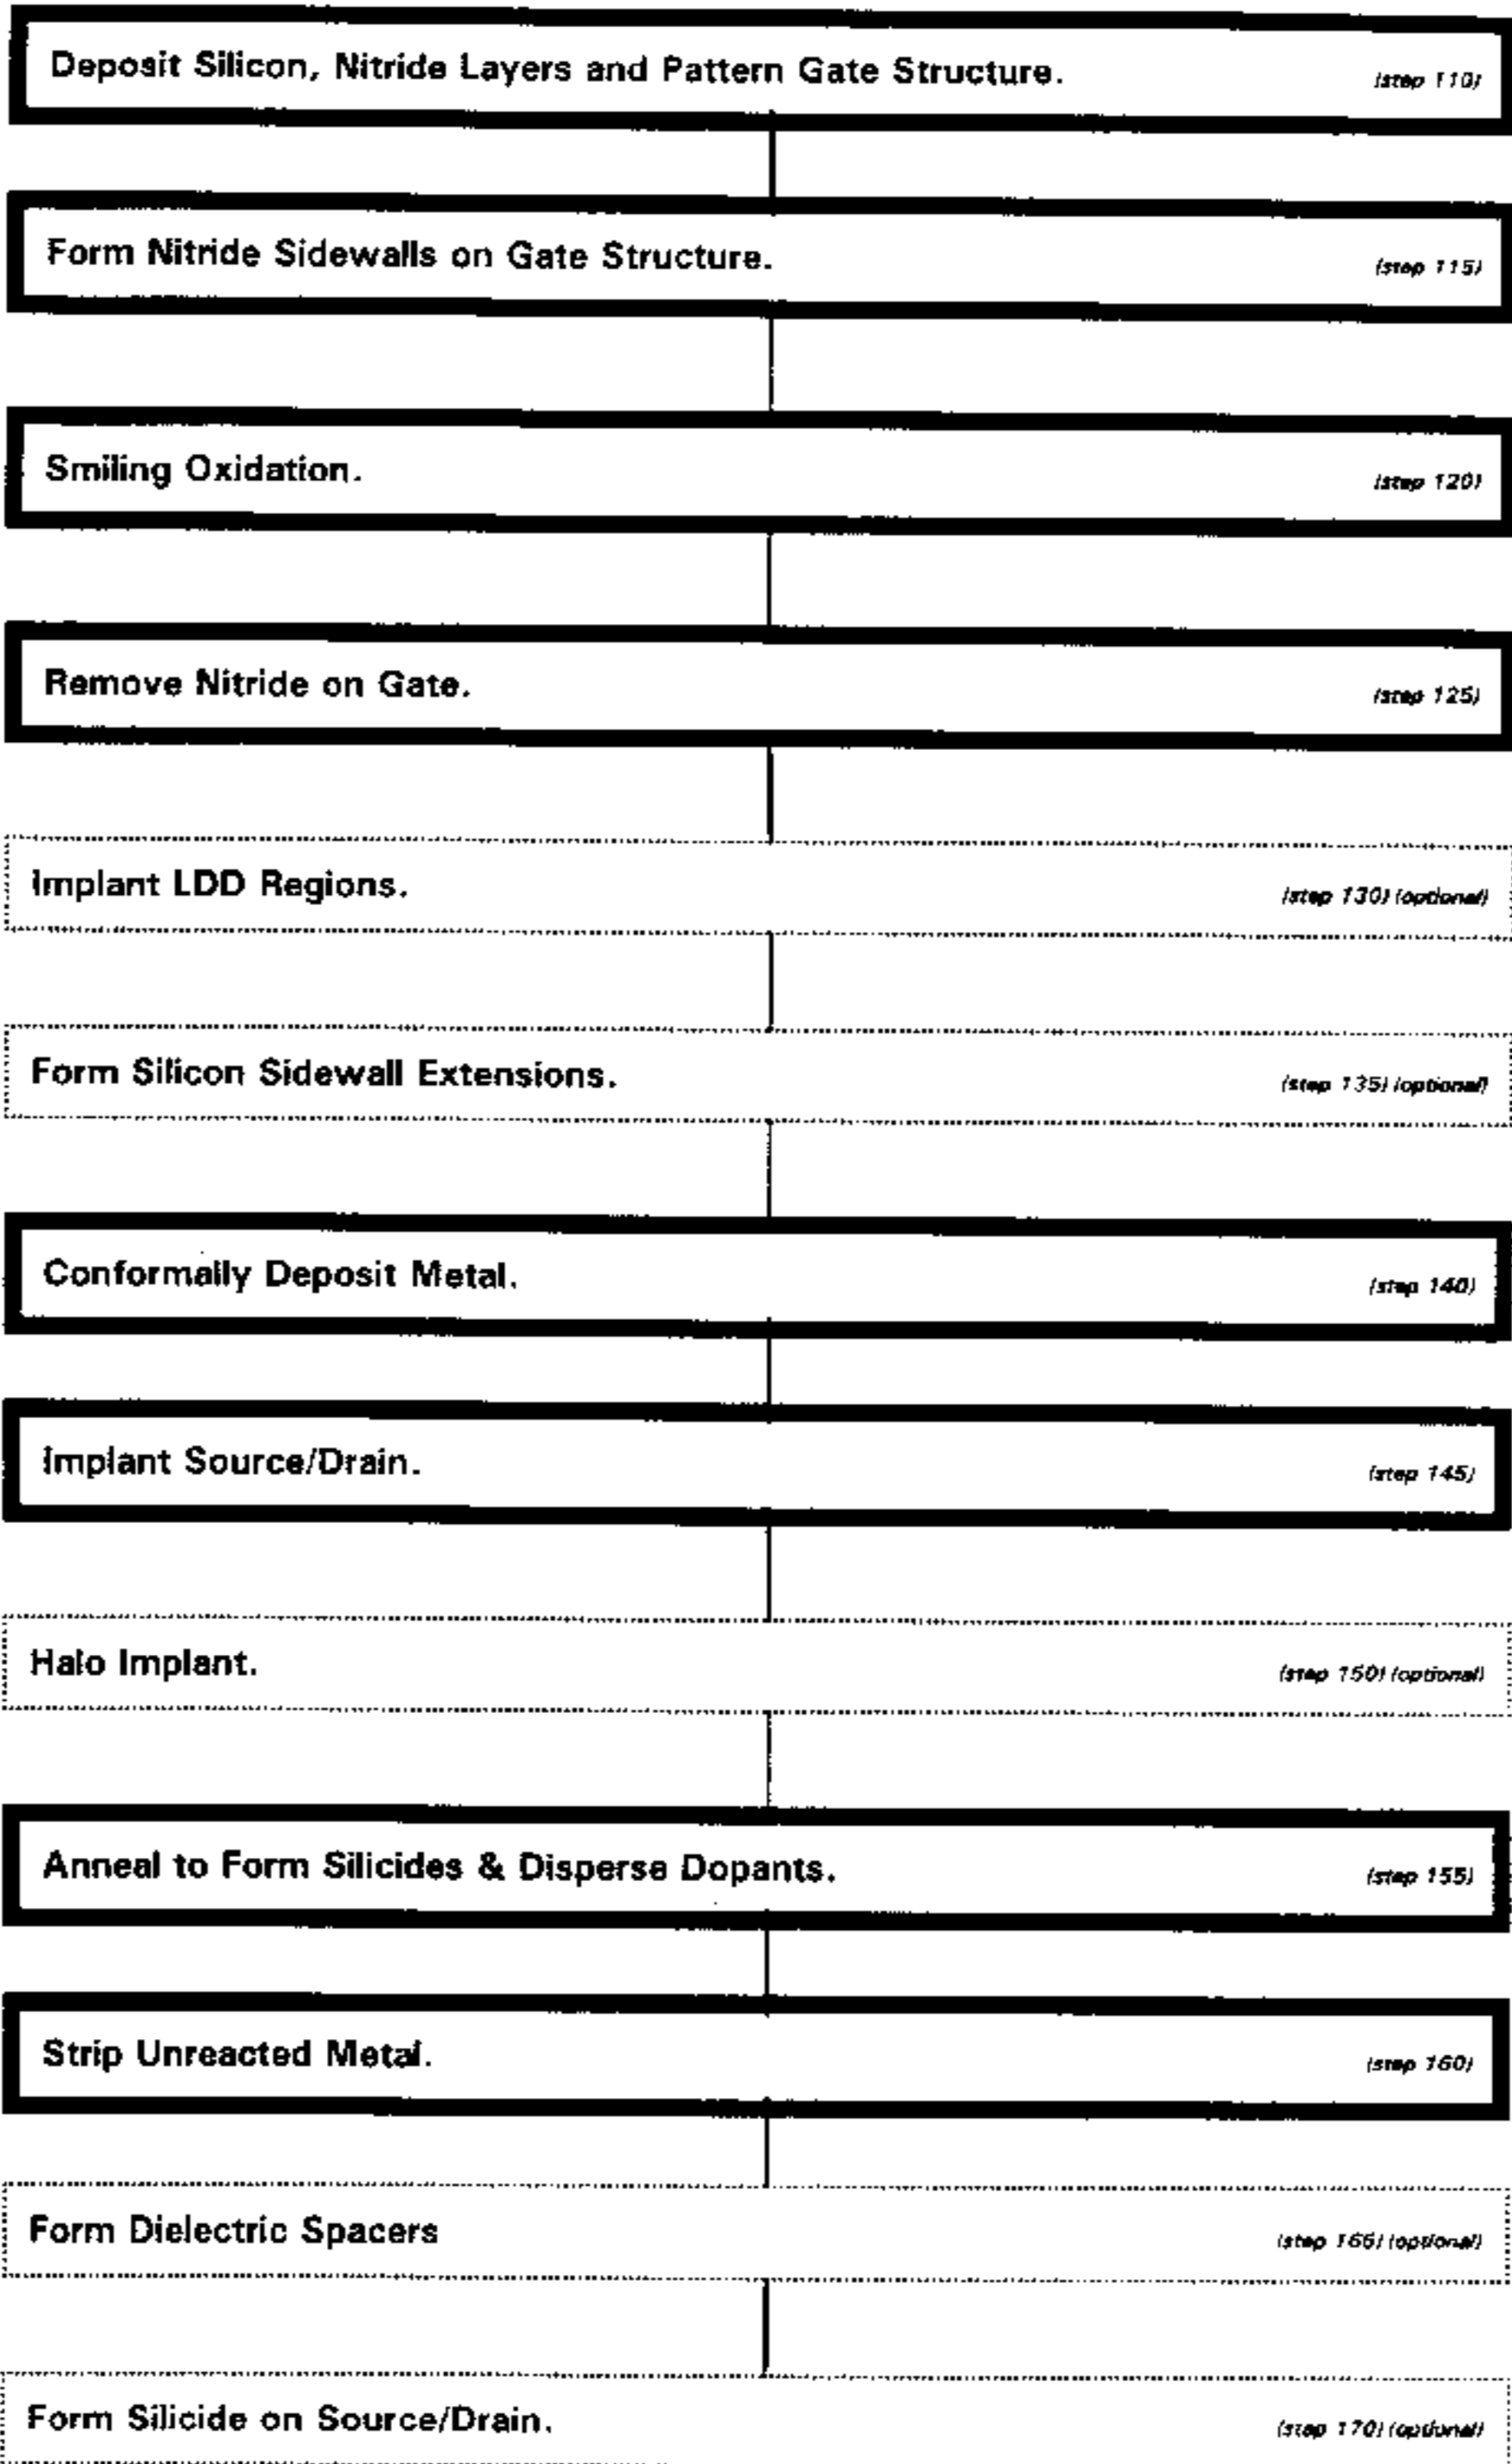 Deposit Silicon, Nitride Layers and Pattern Gate Structure. (step 110)
Form Nitride Sidewalls on Gate Structure. (step 115)
Smiling Oxidation. (step 120)
Remove Nitride on Gate. (step 125)
Implant LDD Regions. (step 130) (optional)
Form Silicon Sidewall Extensions. (step 135) (optional)
Conformally Deposit Metal. (step 140)
Implant Source/Drain. (step 145)
Halo Implant. (step 150) (optional)
Anneal to Form Silicides & Disperse Dopants. (step 155)
Strip Unreacted Metal. (step 160)
Form Dielectric Spacers (step 165) (optional)
Form Silicide on Source/Drain. (step 170) (optional)